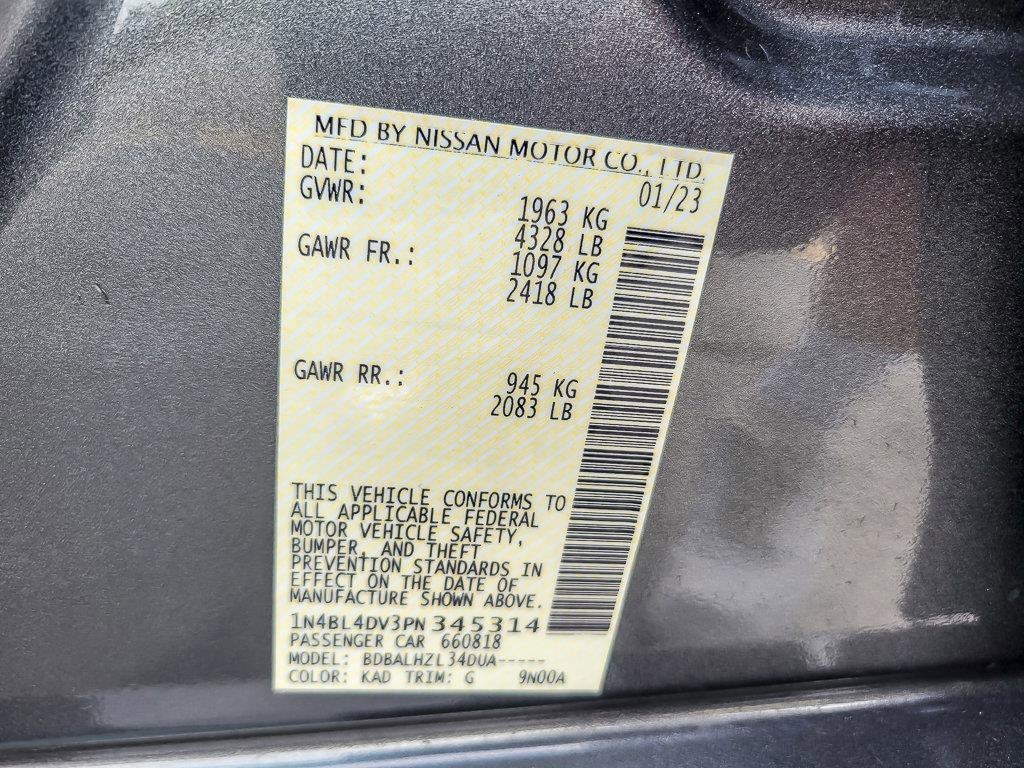 MFD BY NISSAN MOTOR CO., LTD.
DATE: 01/23
GVWR: 1963 KG
4328 LB
GAWR FR.: 1097 KG
2418 LB
GAWR RR.: 945 KG
2083 LB
THIS VEHICLE CONFORMS TO
ALL APPLICABLE FEDERAL
MOTOR VEHICLE SAFETY,
BUMPER, AND THEFT
PREVENTION STANDARDS IN
EFFECT ON THE DATE OF
MANUFACTURE SHOWN ABOVE.
1N4BL4DV3PN345314
PASSENGER CAR 660818
MODEL: BDBALHZL34DUA-----
COLOR: KAD TRIM: G 9N00A